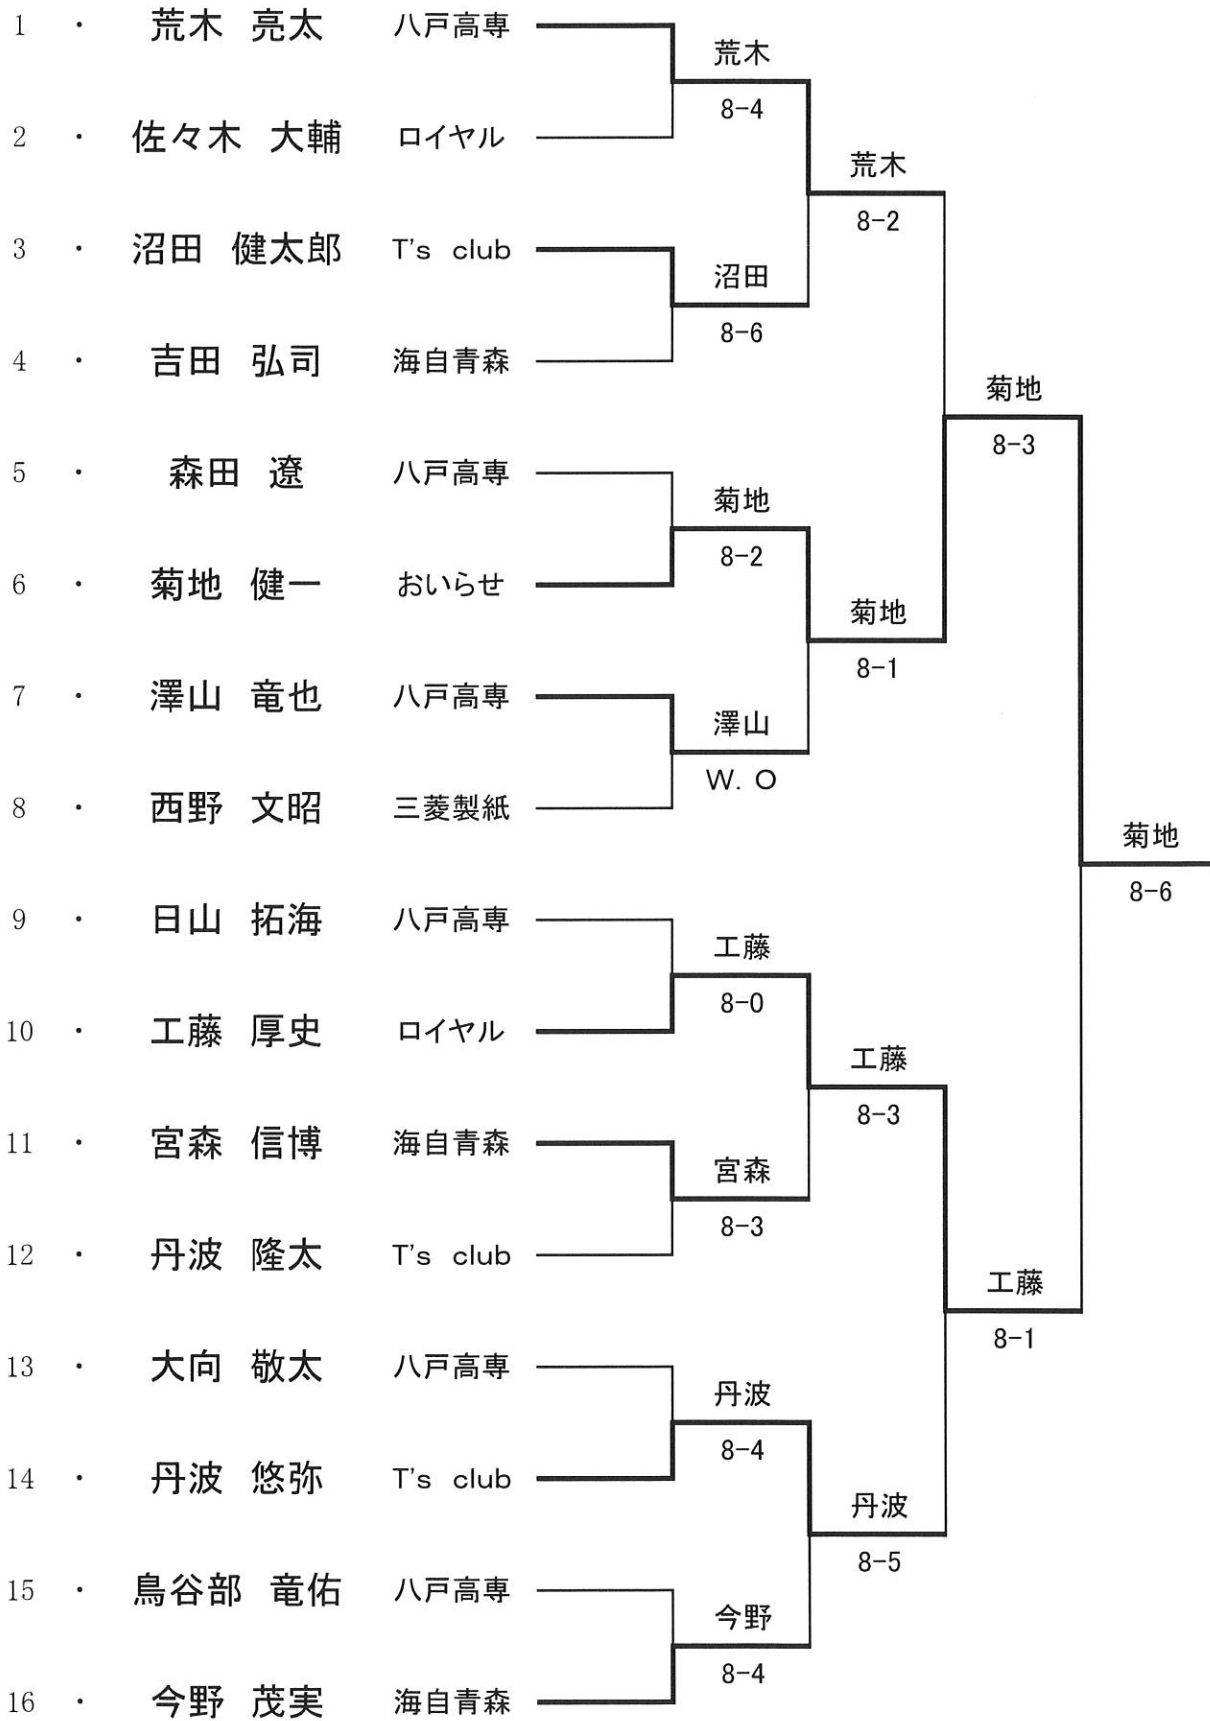 1 ・ 荒木 亮太 八戸高専
荒木
8-4
2 ・ 佐々木 大輔 ロイヤル
荒木
8-2
3 ・ 沼田 健太郎 T's club
沼田
8-6
4 ・ 吉田 弘司 海自青森
菊地
8-3
5 ・ 森田 遼 八戸高専
菊地
8-2
6 ・ 菊地 健一 おいらせ
菊地
8-1
7 ・ 澤山 竜也 八戸高専
澤山
W. O
8 ・ 西野 文昭 三菱製紙
菊地
8-6
9 ・ 日山 拓海 八戸高専
工藤
8-0
10 ・ 工藤 厚史 ロイヤル
工藤
8-3
11 ・ 宮森 信博 海自青森
宮森
8-3
12 ・ 丹波 隆太 T's club
工藤
8-1
13 ・ 大向 敬太 八戸高専
丹波
8-4
14 ・ 丹波 悠弥 T's club
丹波
8-5
15 ・ 鳥谷部 竜佑 八戸高専
今野
8-4
16 ・ 今野 茂実 海自青森